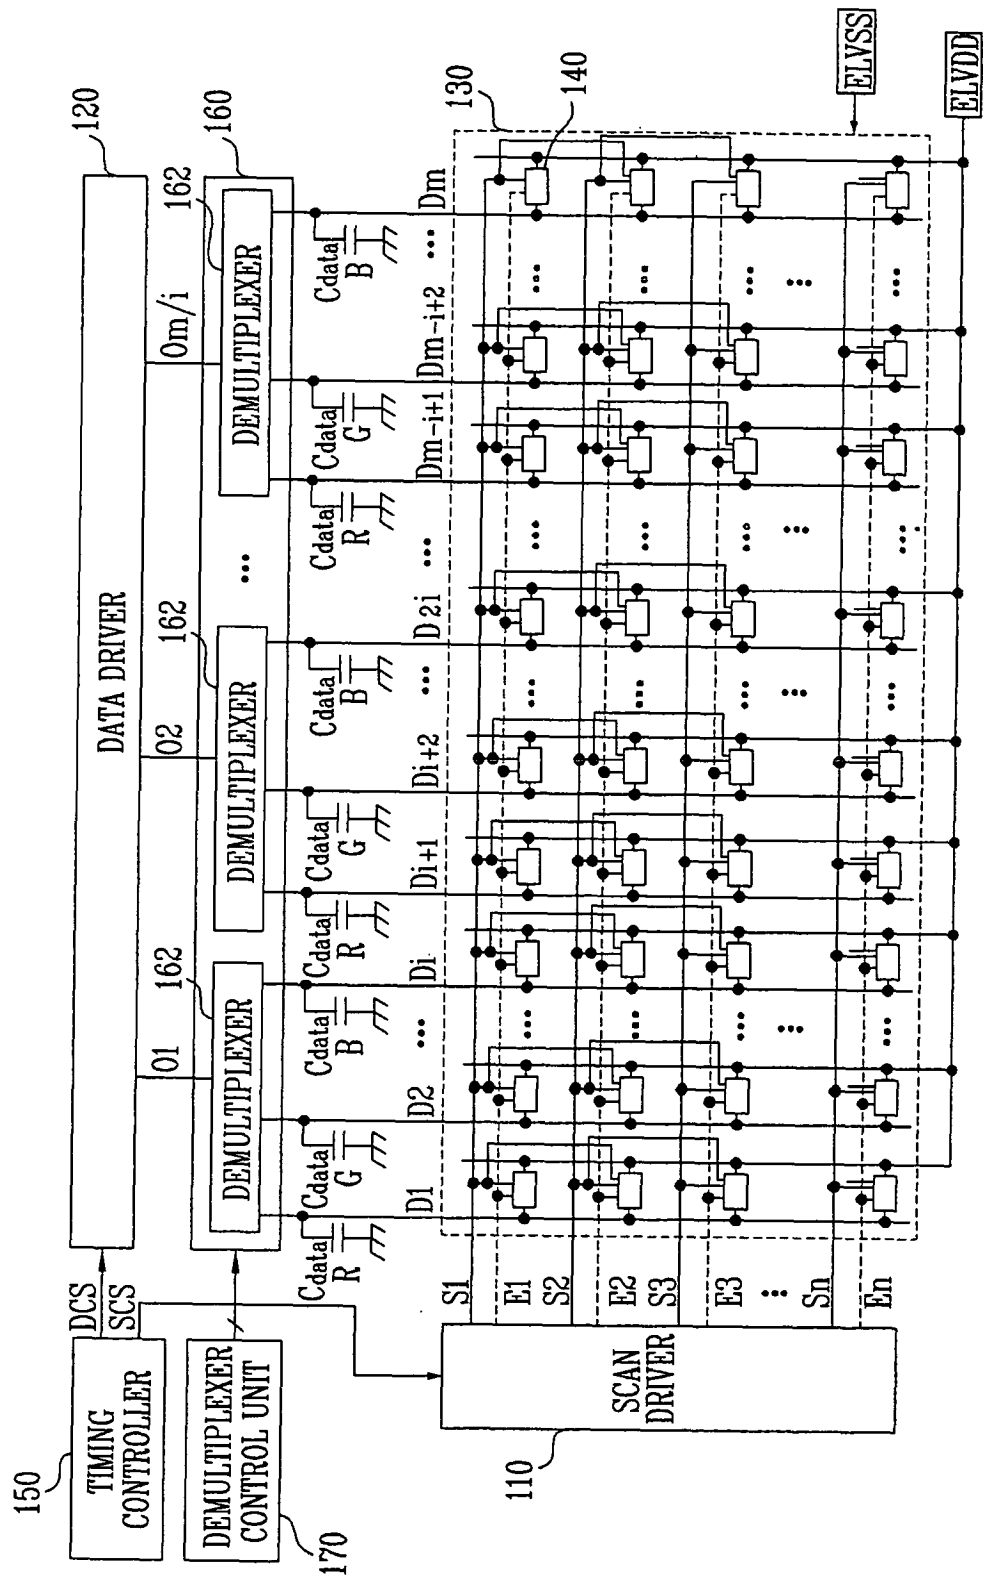 120
DATA DRIVER
150
TIMING
CONTROLLER
DCS
SCS
O1
O2
Om/i
160
162
162
162
DEMULTIPLEXER
DEMULTIPLEXER
...
DEMULTIPLEXER
170
DEMULTIPLEXER
CONTROL UNIT
Cdata
R
Cdata
G
Cdata
B
Cdata
R
Cdata
G
Cdata
B
Cdata
R
Cdata
G
Cdata
B
D1
D2
...
Di
Di+1
Di+2
...
D2i
...
Dm-i+1
Dm-i+2
...
Dm
130
140
110
SCAN
DRIVER
S1
E1
S2
E2
S3
E3
...
Sn
En
ELVSS
ELVDD